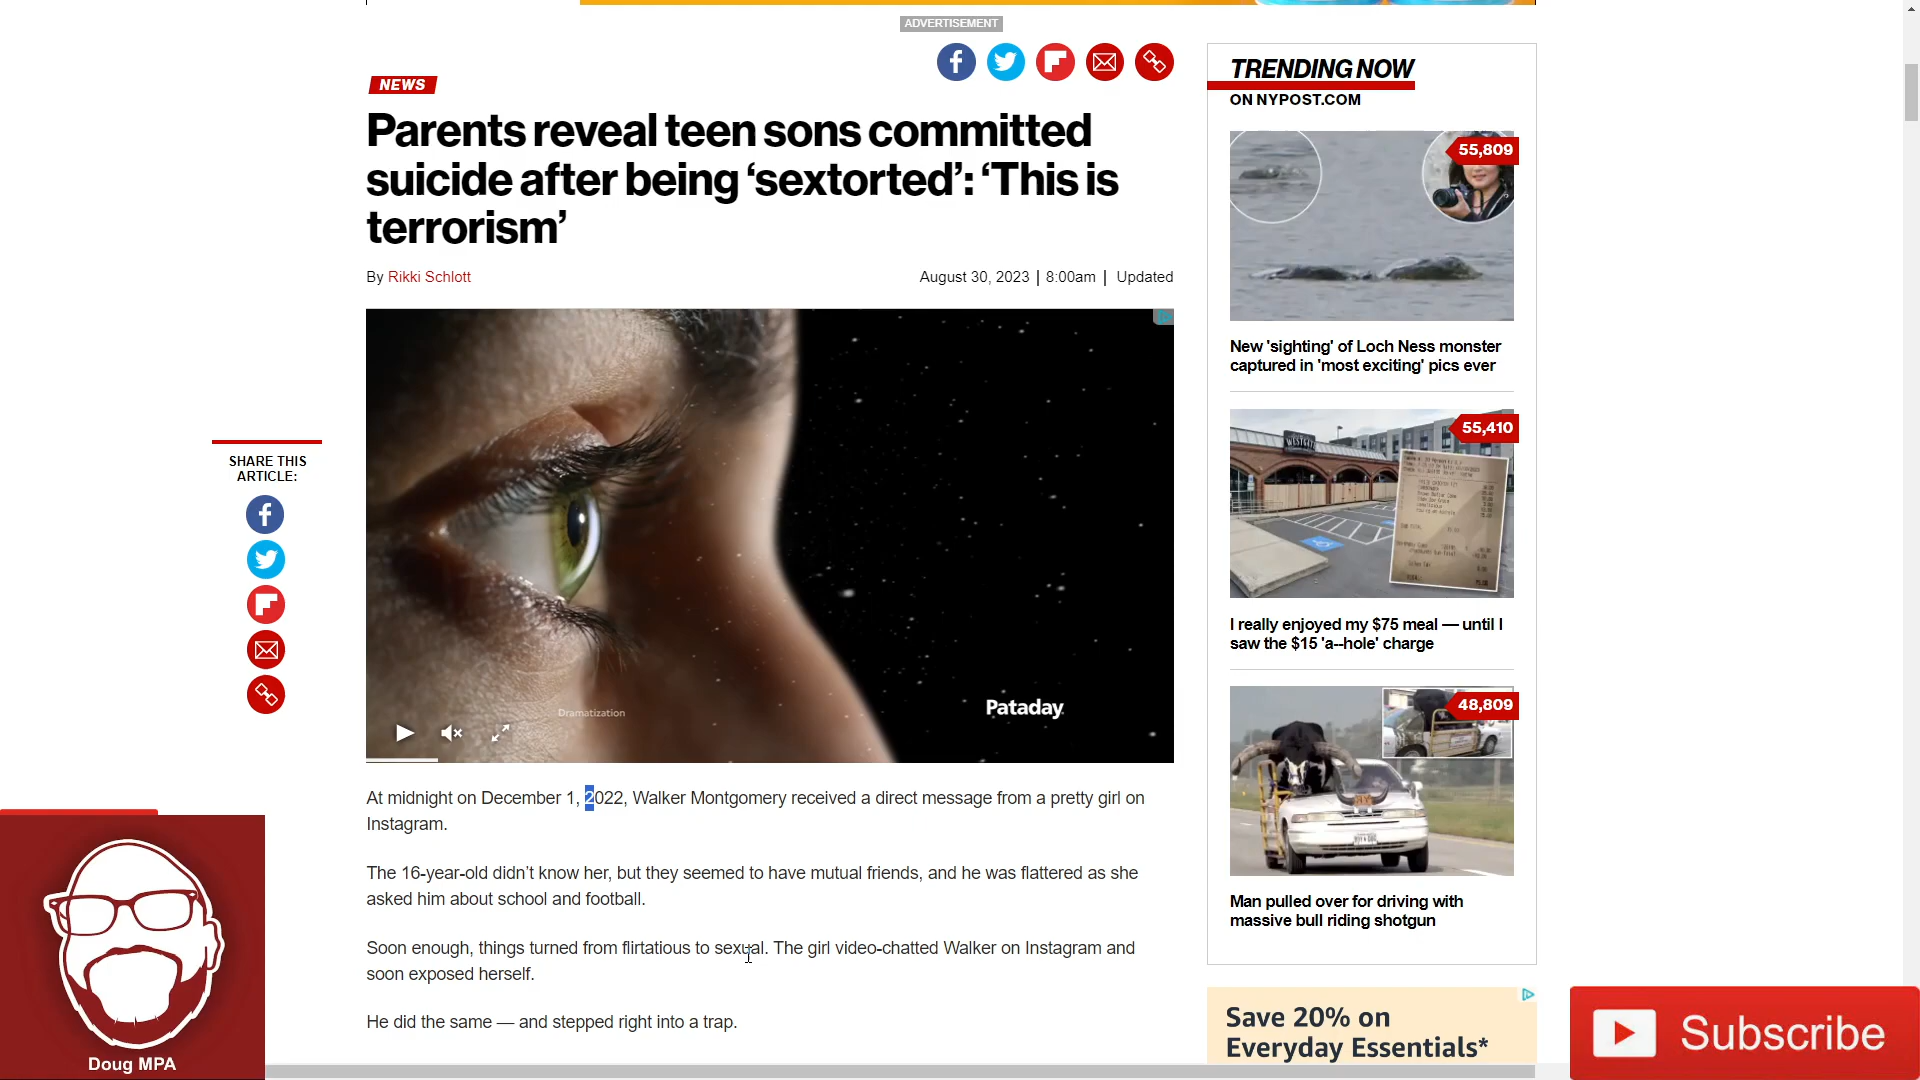 ADVERTISEMENT
NEWS
Parents reveal teen sons committed
suicide after being ‘sextorted’: ‘This is
terrorism’
By Rikki Schlott
August 30, 2023 | 8:00am | Updated
Dramatization
Pataday
SHARE THIS
ARTICLE:
At midnight on December 1, 2022, Walker Montgomery received a direct message from a pretty girl on
Instagram.
The 16-year-old didn’t know her, but they seemed to have mutual friends, and he was flattered as she
asked him about school and football.
Soon enough, things turned from flirtatious to sexual. The girl video-chatted Walker on Instagram and
soon exposed herself.
He did the same — and stepped right into a trap.
TRENDING NOW
ON NYPOST.COM
55,809
New 'sighting' of Loch Ness monster
captured in 'most exciting' pics ever
55,410
I really enjoyed my $75 meal — until I
saw the $15 'a--hole' charge
48,809
Man pulled over for driving with
massive bull riding shotgun
Save 20% on
Everyday Essentials*
Doug MPA
Subscribe